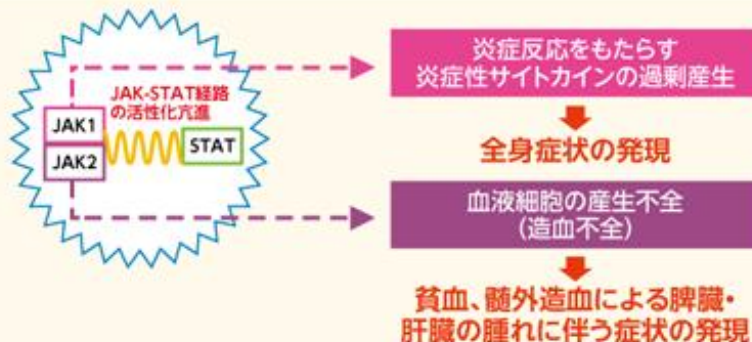 炎症反応をもたらす
炎症性サイトカインの過剰産生
JAK-STAT経路
の活性化亢進
JAK1
JAK2
STAT
全身症状の発現
血液細胞の産生不全
(造血不全)
貧血、髄外造血による脾臓・
肝臓の腫れに伴う症状の発現